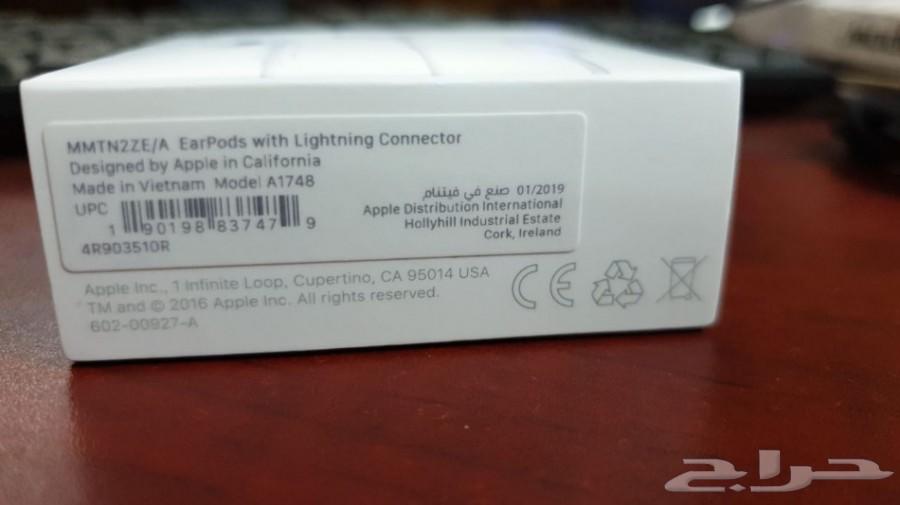 MMTN2ZE/A EarPods with Lightning Connector
Designed by Apple in California
Made in Vietnam Model A1748
UPC
1 90198 83747 9
4R903510R
صنع في فيتنام 01/2019
Apple Distribution International
Hollyhill Industrial Estate
Cork, Ireland
Apple Inc., 1 Infinite Loop, Cupertino, CA 95014 USA
TM and © 2016 Apple Inc. All rights reserved.
602-00927-A
CE
حراج